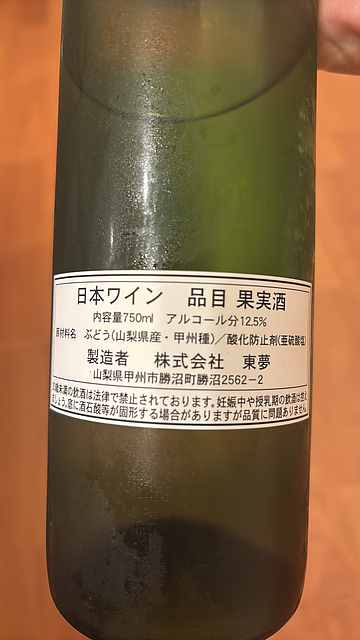 日本ワイン 品目 果実酒
内容量750ml アルコール分12.5%
原材料名 ぶどう(山梨県産・甲州種)/酸化防止剤(亜硫酸塩)
製造者 株式会社 東夢
山梨県甲州市勝沼町勝沼2562-2
歳未満の飲酒は法律で禁止されております。妊娠中や授乳期の飲酒は控え
ましょう。底に酒石酸等が固形する場合がありますが品質に問題ありません。